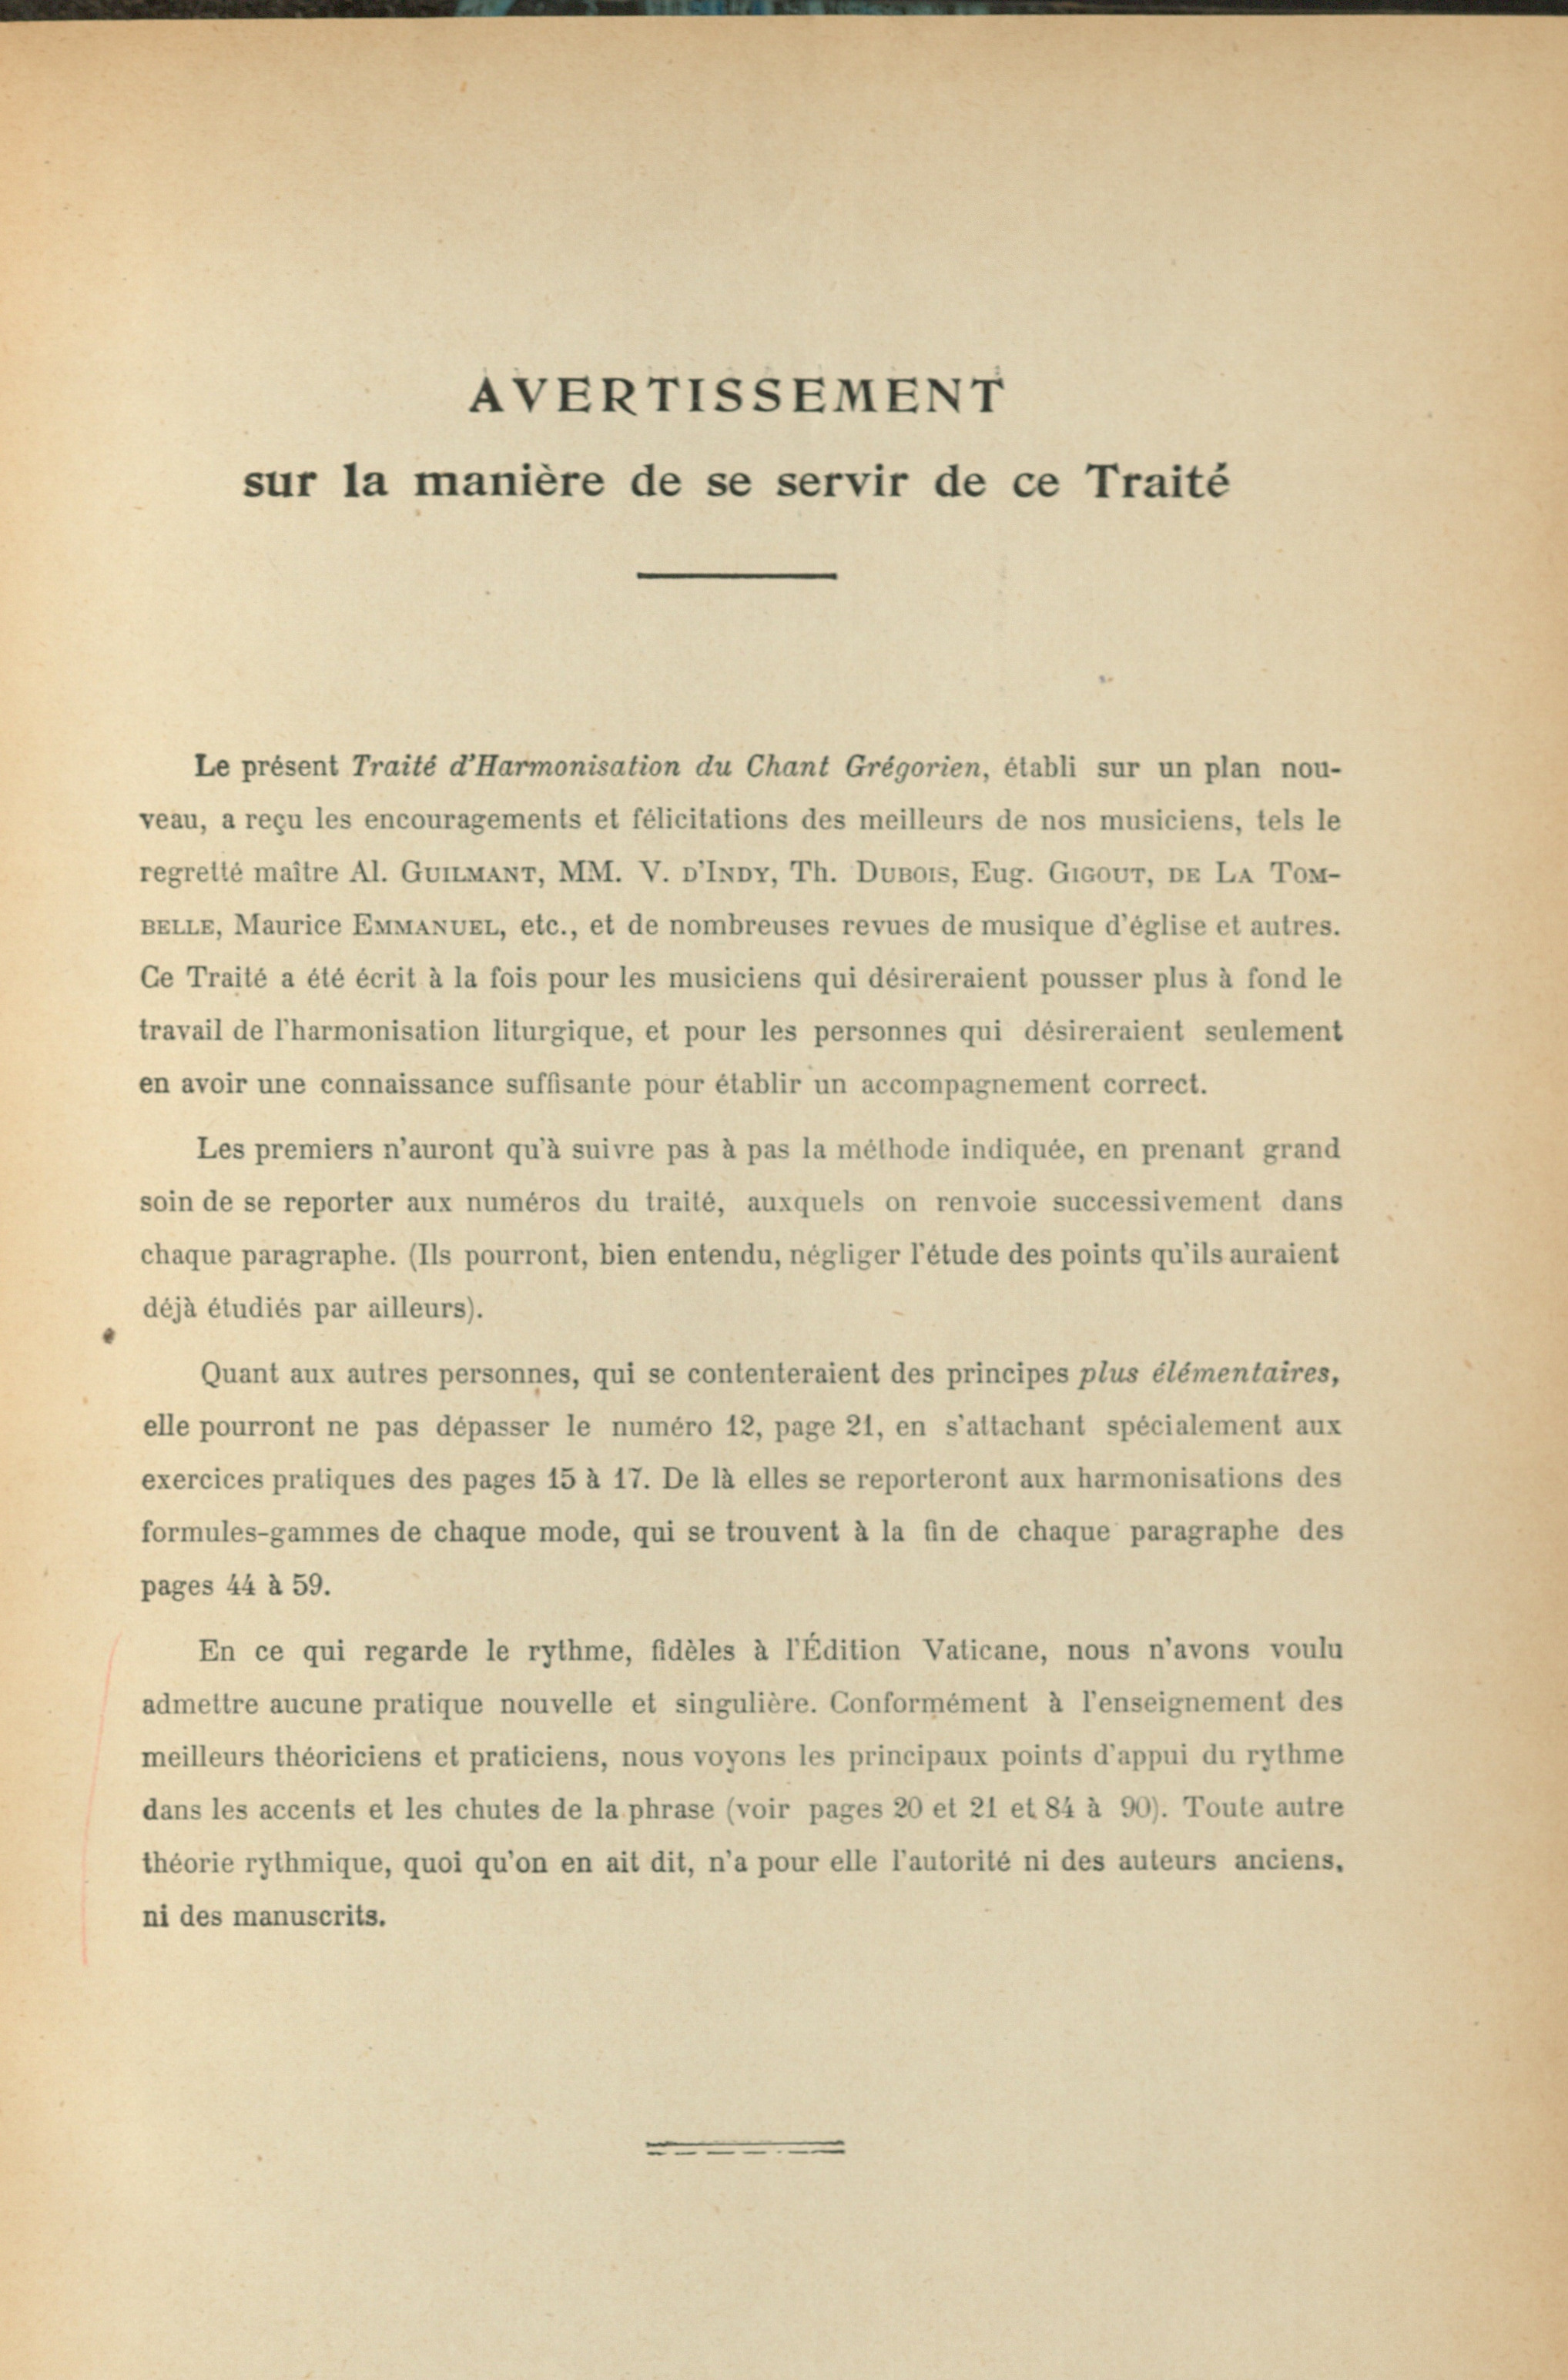 AVERTISSEMENT
sur la manière de se servir de ce Traité
Le présent Traité d'Harmonisation du Chant Grégorien, établi sur un plan nou-
veau, a reçu les encouragements et félicitations des meilleurs de nos musiciens, tels le
regretté maître Al. GUILMANT, MM. V. D'INDY, Th. DUBOIS, Eug. GIGOUT, DE LA TOM-
BELLE, Maurice EMMANUEL, etc., et de nombreuses revues de musique d'église et autres.
Ce Traité a été écrit à la fois pour les musiciens qui désireraient pousser plus à fond le
travail de l'harmonisation liturgique, et pour les personnes qui désireraient seulement
en avoir une connaissance suffisante pour établir un accompagnement correct.
Les premiers n'auront qu'à suivre pas à pas la méthode indiquée, en prenant grand
soin de se reporter aux numéros du traité, auxquels on renvoie successivement dans
chaque paragraphe. (Ils pourront, bien entendu, négliger l'étude des points qu'ils auraient
déjà étudiés par ailleurs).
Quant aux autres personnes, qui se contenteraient des principes plus élémentaires,
elle pourront ne pas dépasser le numéro 12, page 21, en s'attachant spécialement aux
exercices pratiques des pages 15 à 17. De là elles se reporteront aux harmonisations des
formules-gammes de chaque mode, qui se trouvent à la fin de chaque paragraphe des
pages 44 à 59.
En ce qui regarde le rythme, fidèles à l'Édition Vaticane, nous n'avons voulu
admettre aucune pratique nouvelle et singulière. Conformément à l'enseignement des
meilleurs théoriciens et praticiens, nous voyons les principaux points d'appui du rythme
dans les accents et les chutes de la phrase (voir pages 20 et 21 et 84 à 90). Toute autre
théorie rythmique, quoi qu'on en ait dit, n'a pour elle l'autorité ni des auteurs anciens,
ni des manuscrits.